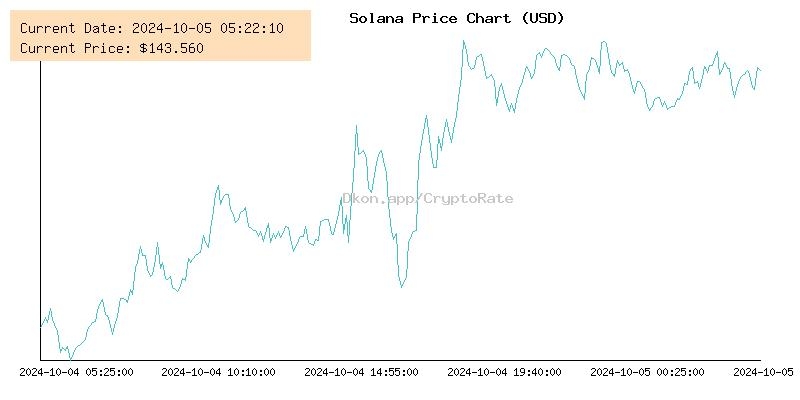 Solana Price Chart (USD)
Current Date: 2024-10-05 05:22:10
Current Price: $143.560
Dkon.app/CryptoRate
2024-10-04 05:25:00 2024-10-04 10:10:00 2024-10-04 14:55:00 2024-10-04 19:40:00 2024-10-05 00:25:00 2024-10-05